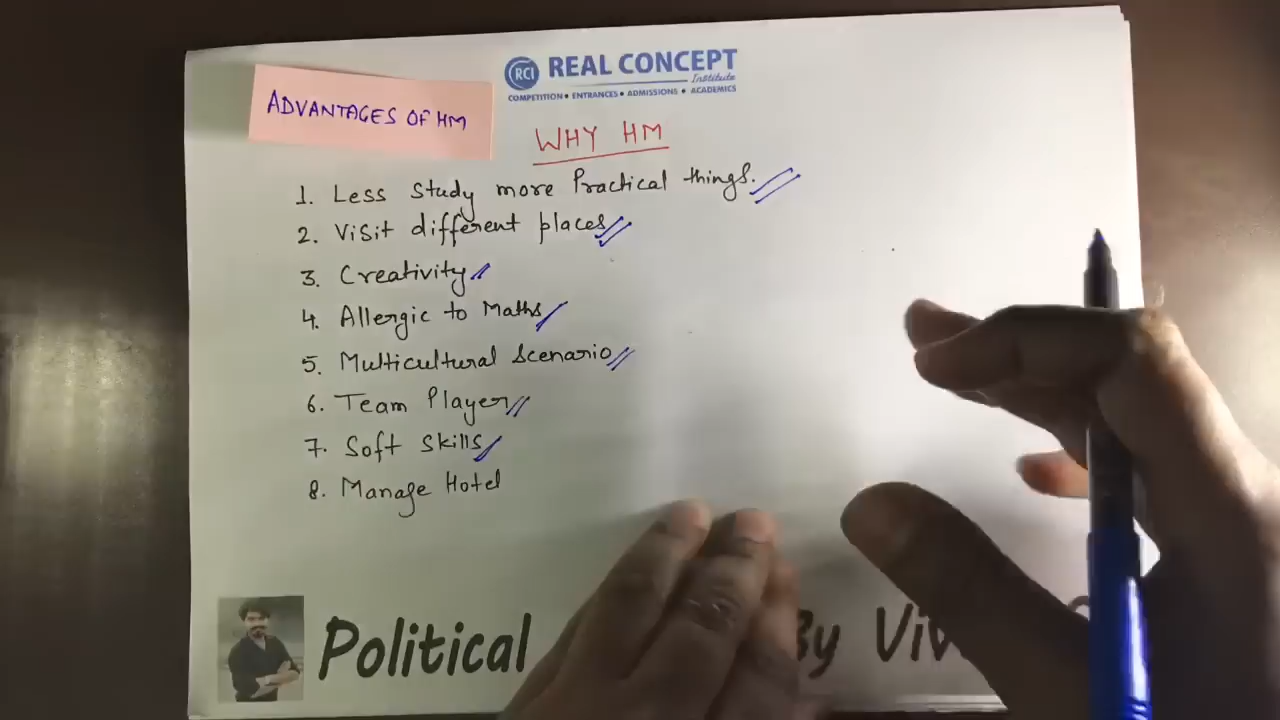 RCI REAL CONCEPT
Institute
COMPETITION • ENTRANCES • ADMISSIONS • ACADEMICS
ADVANTAGES OF HM
WHY HM
1. Less Study more Practical things.
2. Visit different places
3. Creativity
4. Allergic to Maths
5. Multicultural Scenario
6. Team Player
7. Soft Skills
8. Manage Hotel
Political By